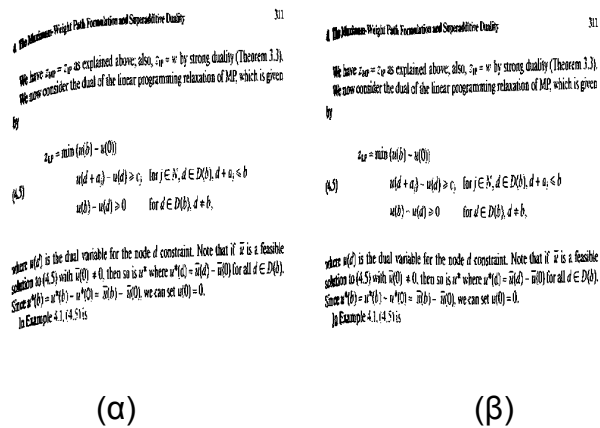 4. The Maximum-Weight Path Formulation and Superadditive Duality 311
We have z_MP = z_IP as explained above; also, z_IP = w by strong duality (Theorem 3.3).
We now consider the dual of the linear programming relaxation of MP, which is given
by
z_LP = min (u(b) − u(0))
(4.5) u(d + a_j) − u(d) ⩾ c_j for j ∈ N, d ∈ D(b), d + a_j ⩽ b
u(b) − u(d) ⩾ 0 for d ∈ D(b), d ≠ b,
where u(d) is the dual variable for the node d constraint. Note that if u̅ is a feasible
solution to (4.5) with u̅(0) ≠ 0, then so is u* where u*(d) = u̅(d) − u̅(0) for all d ∈ D(b).
Since u*(b) = u*(b) − u*(0) = u̅(b) − u̅(0), we can set u(0) = 0.
In Example 4.1, (4.5) is
(α)
4. The Maximum-Weight Path Formulation and Superadditive Duality 311
We have z_MP = z_IP as explained above; also, z_IP = w by strong duality (Theorem 3.3).
We now consider the dual of the linear programming relaxation of MP, which is given
by
z_LP = min (u(b) − u(0))
(4.5) u(d + a_j) − u(d) ⩾ c_j for j ∈ N, d ∈ D(b), d + a_j ⩽ b
u(b) − u(d) ⩾ 0 for d ∈ D(b), d ≠ b,
where u(d) is the dual variable for the node d constraint. Note that if u̅ is a feasible
solution to (4.5) with u̅(0) ≠ 0, then so is u* where u*(d) = u̅(d) − u̅(0) for all d ∈ D(b).
Since u*(b) = u*(b) − u*(0) = u̅(b) − u̅(0), we can set u(0) = 0.
In Example 4.1, (4.5) is
(β)